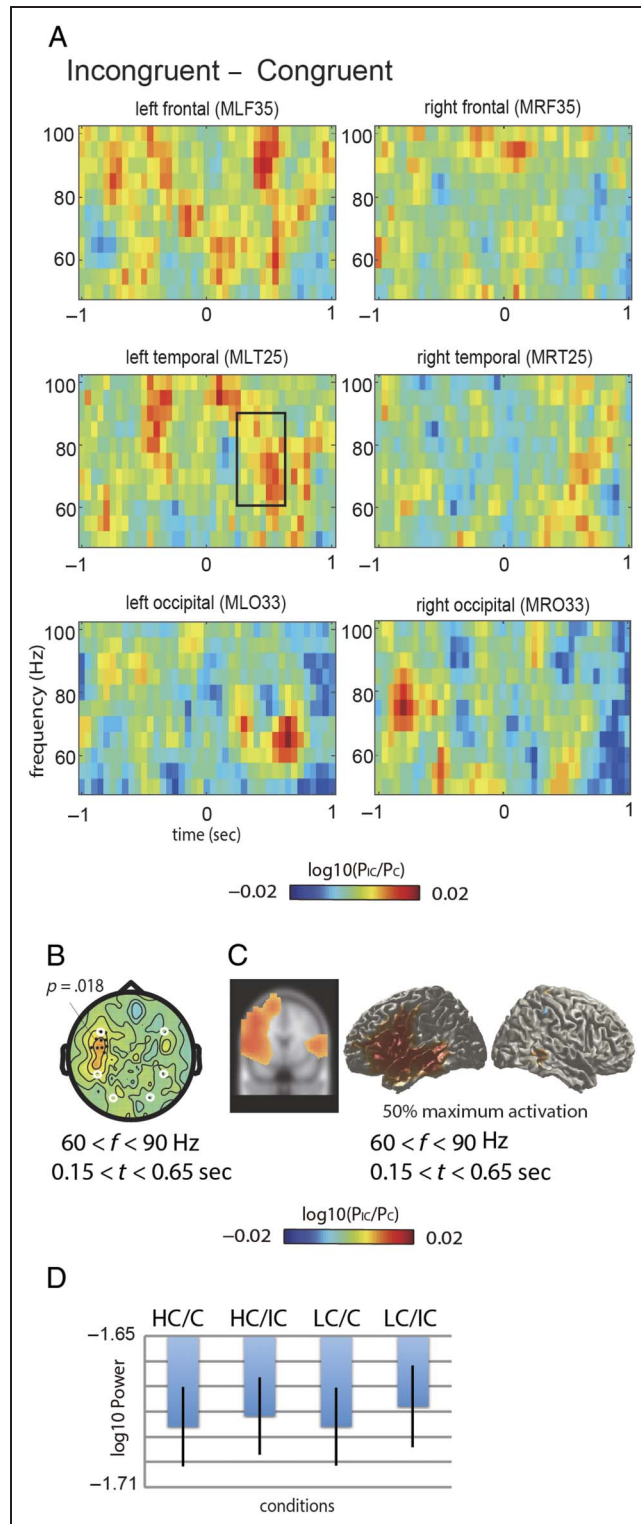 A
Incongruent – Congruent
left frontal (MLF35)
right frontal (MRF35)
100
80
60
−1
0
1
100
80
60
−1
0
1
left temporal (MLT25)
right temporal (MRT25)
100
80
60
−1
0
1
100
80
60
−1
0
1
left occipital (MLO33)
right occipital (MRO33)
frequency (Hz)
100
80
60
−1
0
1
time (sec)
100
80
60
−1
0
1
log10(PIC/PC)
−0.02
0.02
B
p = .018
60 < f < 90 Hz
0.15 < t < 0.65 sec
C
50% maximum activation
60 < f < 90 Hz
0.15 < t < 0.65 sec
log10(PIC/PC)
−0.02
0.02
D
HC/C HC/IC LC/C LC/IC
−1.65
log10 Power
−1.71
conditions